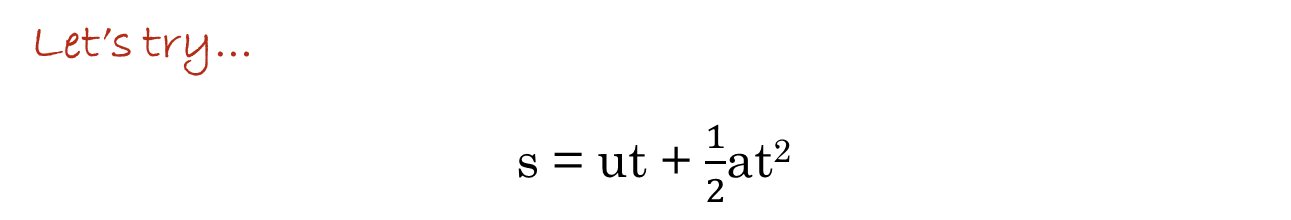 Let's try...
s = ut + ½at²